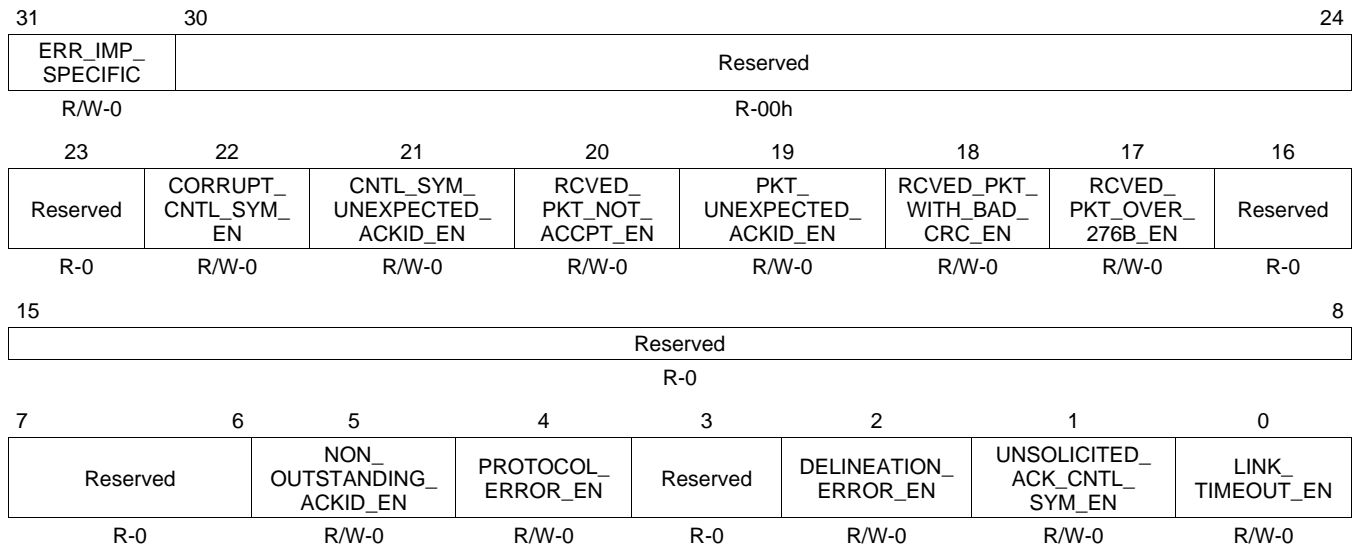 31 30 24
ERR_IMP_
SPECIFIC
Reserved
R/W-0 R-00h
23 22 21 20 19 18 17 16
Reserved
CORRUPT_
CNTL_SYM_
EN
CNTL_SYM_
UNEXPECTED_
ACKID_EN
RCVED_
PKT_NOT_
ACCPT_EN
PKT_
UNEXPECTED_
ACKID_EN
RCVED_PKT_
WITH_BAD_
CRC_EN
RCVED_
PKT_OVER_
276B_EN
Reserved
R-0 R/W-0 R/W-0 R/W-0 R/W-0 R/W-0 R/W-0 R-0
15 8
Reserved
R-0
7 6 5 4 3 2 1 0
Reserved
NON_
OUTSTANDING_
ACKID_EN
PROTOCOL_
ERROR_EN
Reserved
DELINEATION_
ERROR_EN
UNSOLICITED_
ACK_CNTL_
SYM_EN
LINK_
TIMEOUT_EN
R-0 R/W-0 R/W-0 R-0 R/W-0 R/W-0 R/W-0